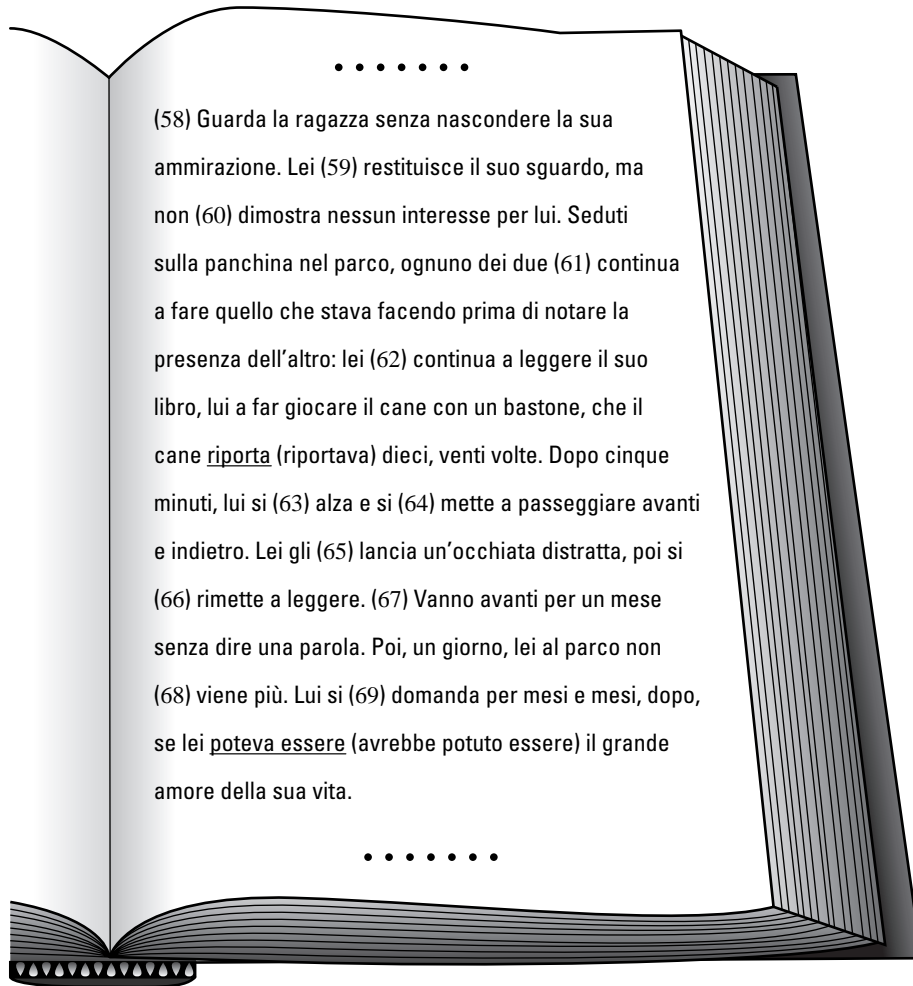 (58) Guarda la ragazza senza nascondere la sua
ammirazione. Lei (59) restituisce il suo sguardo, ma
non (60) dimostra nessun interesse per lui. Seduti
sulla panchina nel parco, ognuno dei due (61) continua
a fare quello che stava facendo prima di notare la
presenza dell'altro: lei (62) continua a leggere il suo
libro, lui a far giocare il cane con un bastone, che il
cane riporta (riportava) dieci, venti volte. Dopo cinque
minuti, lui si (63) alza e si (64) mette a passeggiare avanti
e indietro. Lei gli (65) lancia un'occhiata distratta, poi si
(66) rimette a leggere. (67) Vanno avanti per un mese
senza dire una parola. Poi, un giorno, lei al parco non
(68) viene più. Lui si (69) domanda per mesi e mesi, dopo,
se lei poteva essere (avrebbe potuto essere) il grande
amore della sua vita.